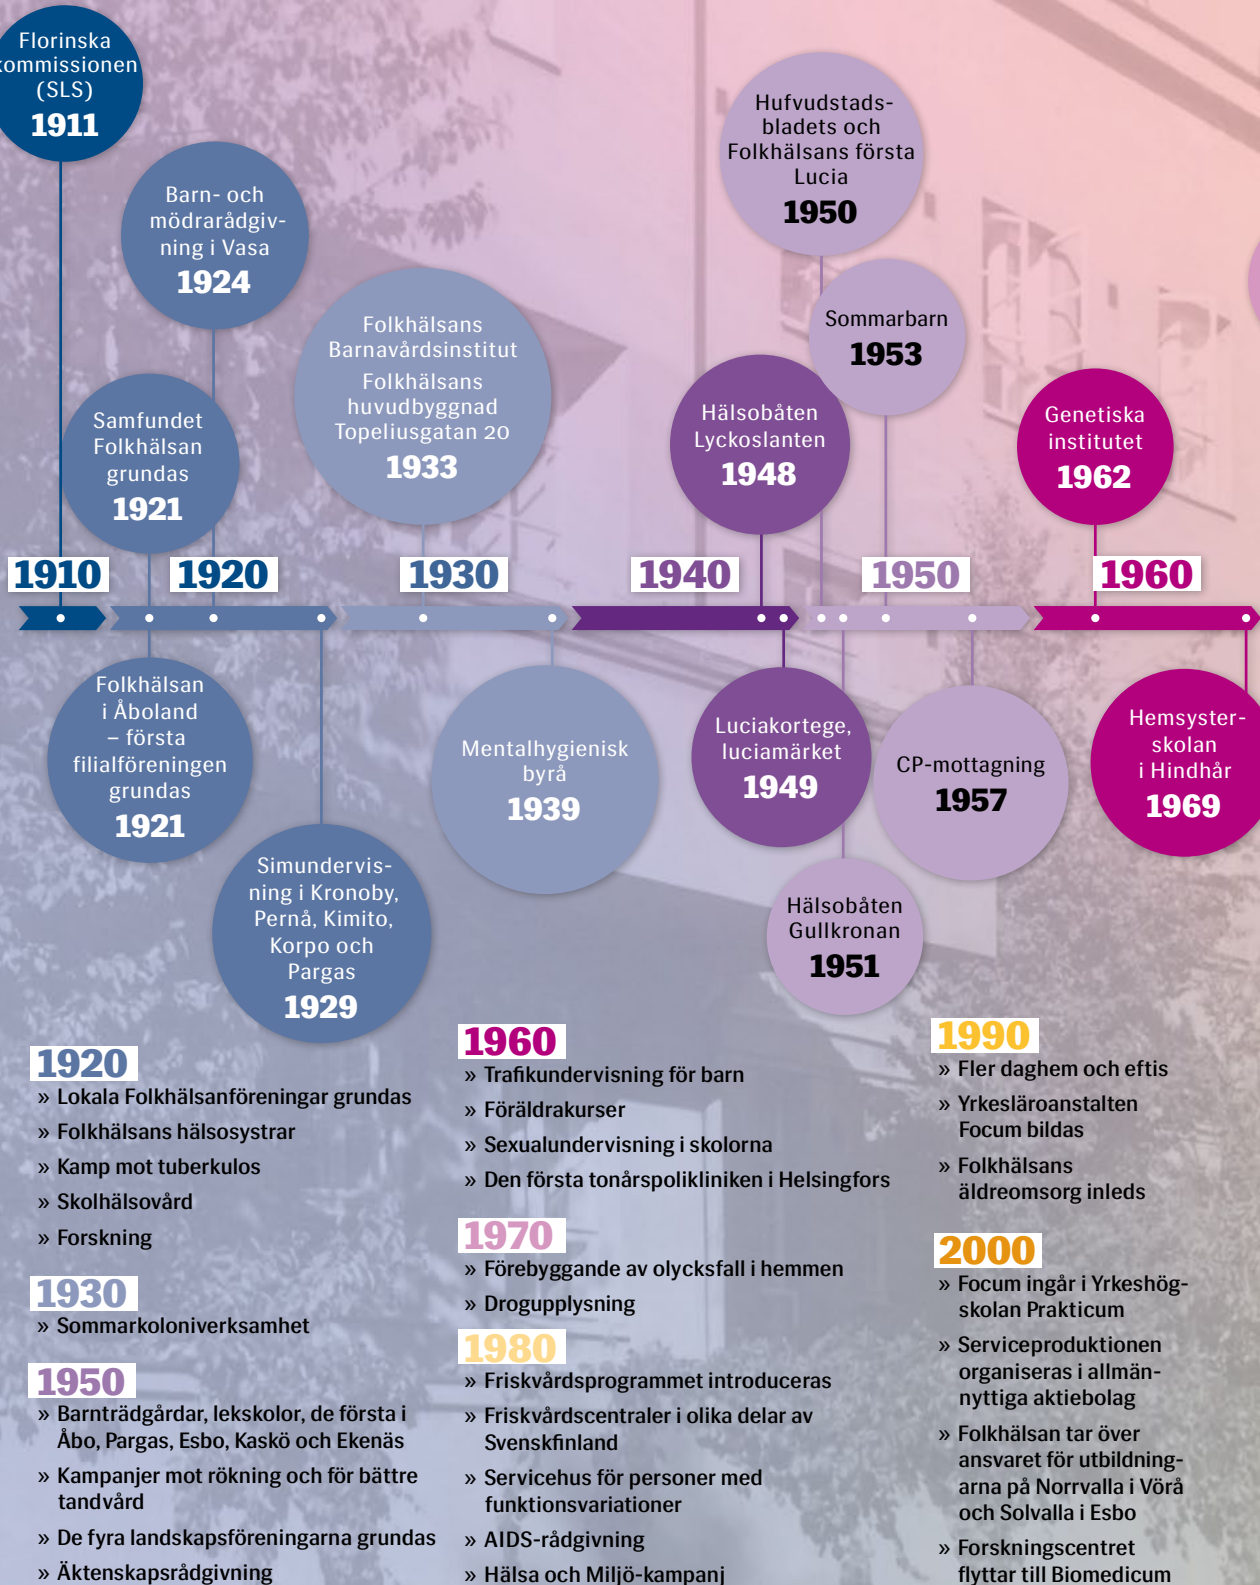 Florinska
kommissionen
(SLS)
1911
Barn- och
mödrarådgiv-
ning i Vasa
1924
Samfundet
Folkhälsan
grundas
1921
Folkhälsans
Barnavårdsinstitut
Folkhälsans
huvudbyggnad
Topeliusgatan 20
1933
Hufvudstads-
bladets och
Folkhälsans första
Lucia
1950
Sommarbarn
1953
Hälsobåten
Lyckoslanten
1948
Genetiska
institutet
1962
1910
1920
1930
1940
1950
1960
Folkhälsan
i Åboland
– första
filialföreningen
grundas
1921
Simundervis-
ning i Kronoby,
Pernå, Kimito,
Korpo och
Pargas
1929
Mentalhygienisk
byrå
1939
Luciakortege,
luciamärket
1949
Hälsobåten
Gullkronan
1951
CP-mottagning
1957
Hemsyster-
skolan
i Hindhår
1969
1920
» Lokala Folkhälsanföreningar grundas
» Folkhälsans hälsosystrar
» Kamp mot tuberkulos
» Skolhälsovård
» Forskning
1930
» Sommarkoloniverksamhet
1950
» Barnträdgårdar, lekskolor, de första i
Åbo, Pargas, Esbo, Kaskö och Ekenäs
» Kampanjer mot rökning och för bättre
tandvård
» De fyra landskapsföreningarna grundas
» Äktenskapsrådgivning
1960
» Trafikundervisning för barn
» Föräldrakurser
» Sexualundervisning i skolorna
» Den första tonårspolikliniken i Helsingfors
1970
» Förebyggande av olycksfall i hemmen
» Drogupplysning
1980
» Friskvårdsprogrammet introduceras
» Friskvårdscentraler i olika delar av
Svenskfinland
» Servicehus för personer med
funktionsvariationer
» AIDS-rådgivning
» Hälsa och Miljö-kampanj
1990
» Fler daghem och eftis
» Yrkesläroanstalten
Focum bildas
» Folkhälsans
äldreomsorg inleds
2000
» Focum ingår i Yrkeshög-
skolan Prakticum
» Serviceproduktionen
organiseras i allmän-
nyttiga aktiebolag
» Folkhälsan tar över
ansvaret för utbildning-
arna på Norrvalla i Vörå
och Solvalla i Esbo
» Forskningscentret
flyttar till Biomedicum